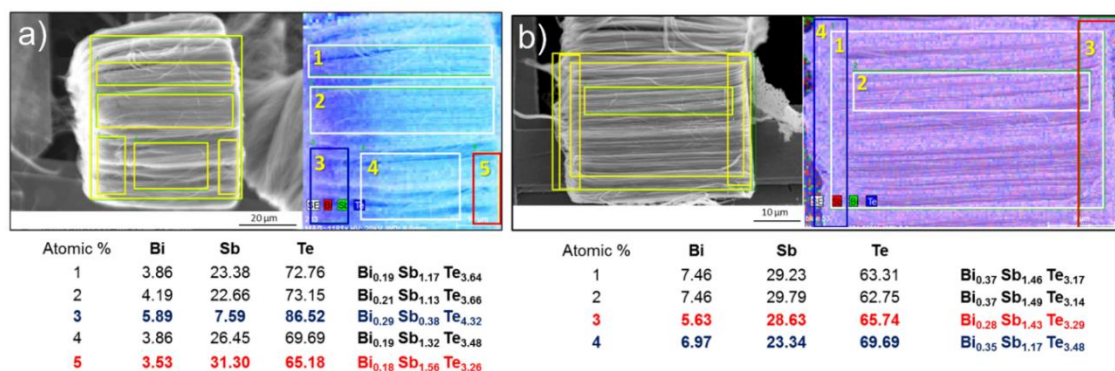 a)
1
2
3
4
5
20 µm
b)
4
1
3
2
10 µm
Atomic % Bi Sb Te
1 3.86 23.38 72.76 Bi0.19 Sb1.17 Te3.64
2 4.19 22.66 73.15 Bi0.21 Sb1.13 Te3.66
3 5.89 7.59 86.52 Bi0.29 Sb0.38 Te4.32
4 3.86 26.45 69.69 Bi0.19 Sb1.32 Te3.48
5 3.53 31.30 65.18 Bi0.18 Sb1.56 Te3.26
Atomic % Bi Sb Te
1 7.46 29.23 63.31 Bi0.37 Sb1.46 Te3.17
2 7.46 29.79 62.75 Bi0.37 Sb1.49 Te3.14
3 5.63 28.63 65.74 Bi0.28 Sb1.43 Te3.29
4 6.97 23.34 69.69 Bi0.35 Sb1.17 Te3.48